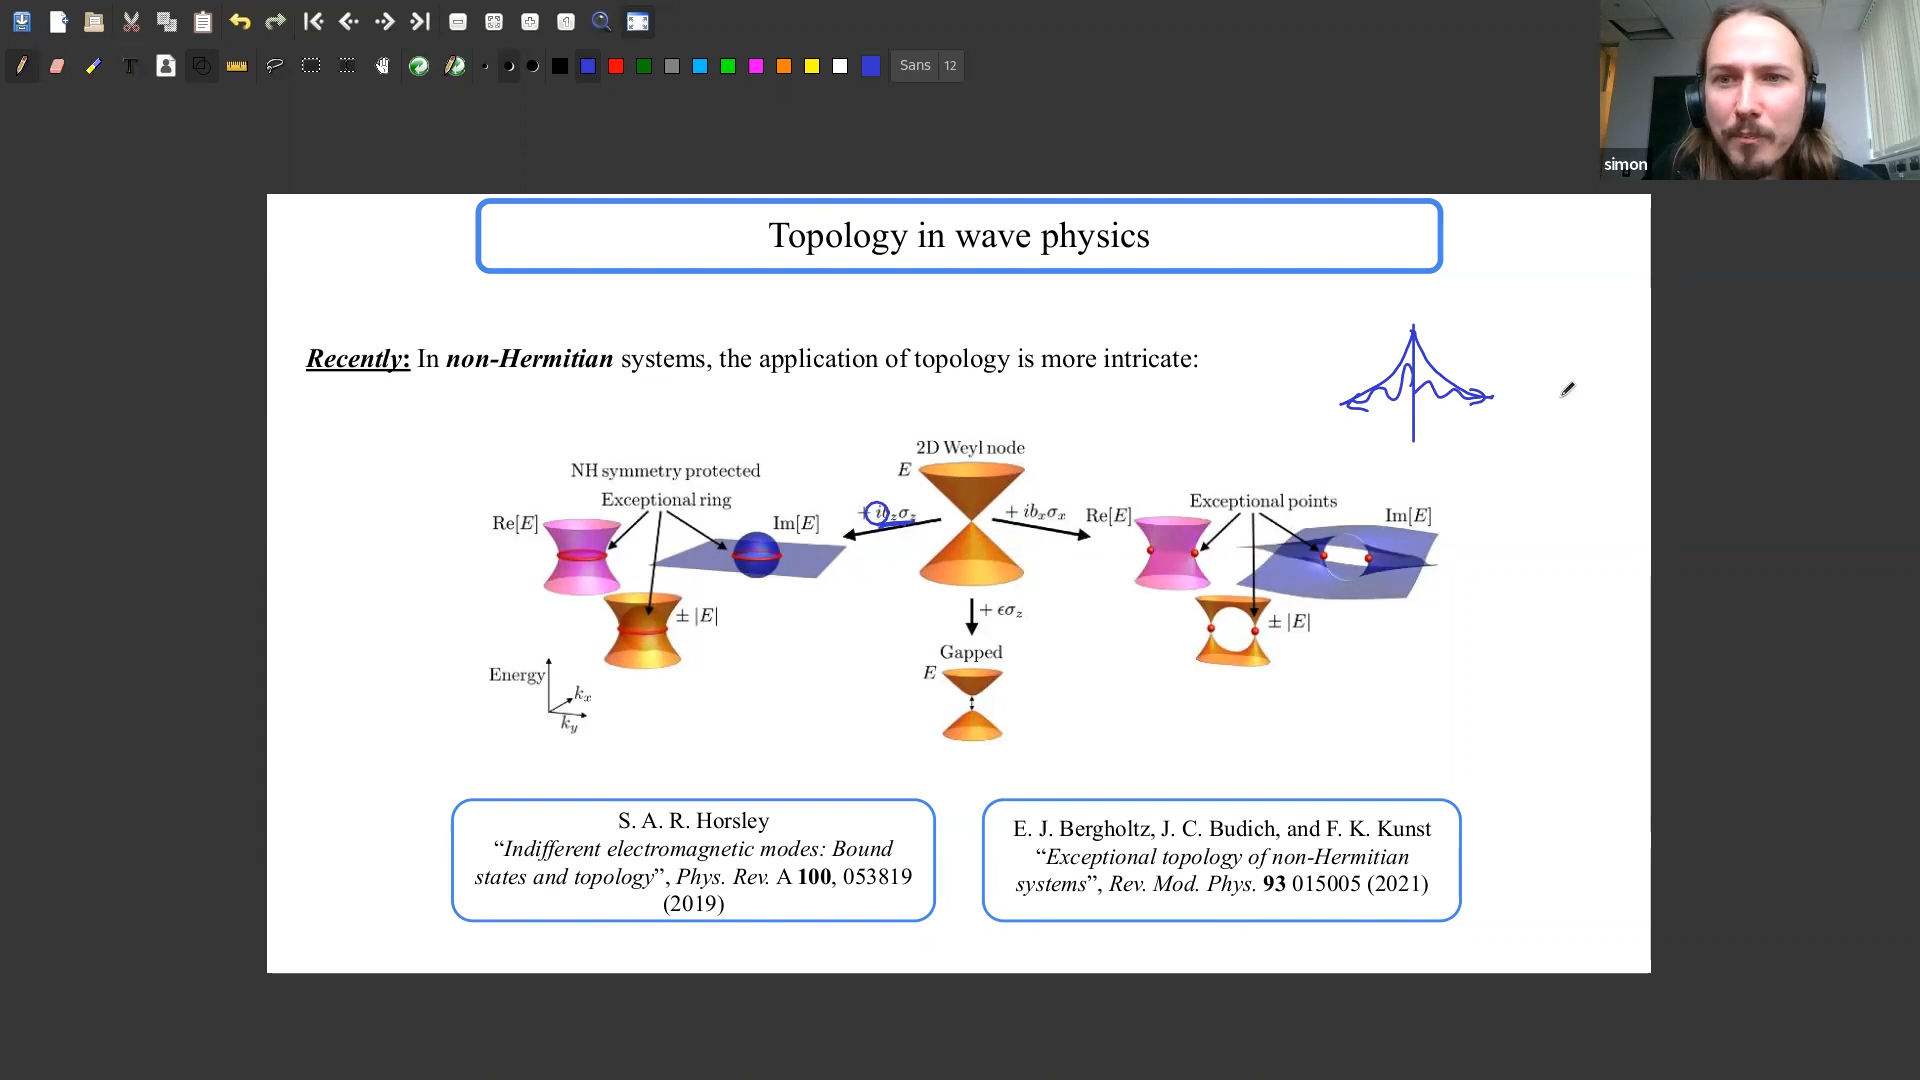 Sans 12
simon
Topology in wave physics
Recently: In non-Hermitian systems, the application of topology is more intricate:
2D Weyl node
E
NH symmetry protected
Exceptional ring
Re[E]
Im[E]
+ ib_zσ_z
+ ib_xσ_x
Exceptional points
Re[E]
Im[E]
± |E|
+ ϵσ_z
± |E|
Gapped
E
Energy
k_x
k_y
S. A. R. Horsley
“Indifferent electromagnetic modes: Bound
states and topology”, Phys. Rev. A 100, 053819
(2019)
E. J. Bergholtz, J. C. Budich, and F. K. Kunst
“Exceptional topology of non-Hermitian
systems”, Rev. Mod. Phys. 93 015005 (2021)